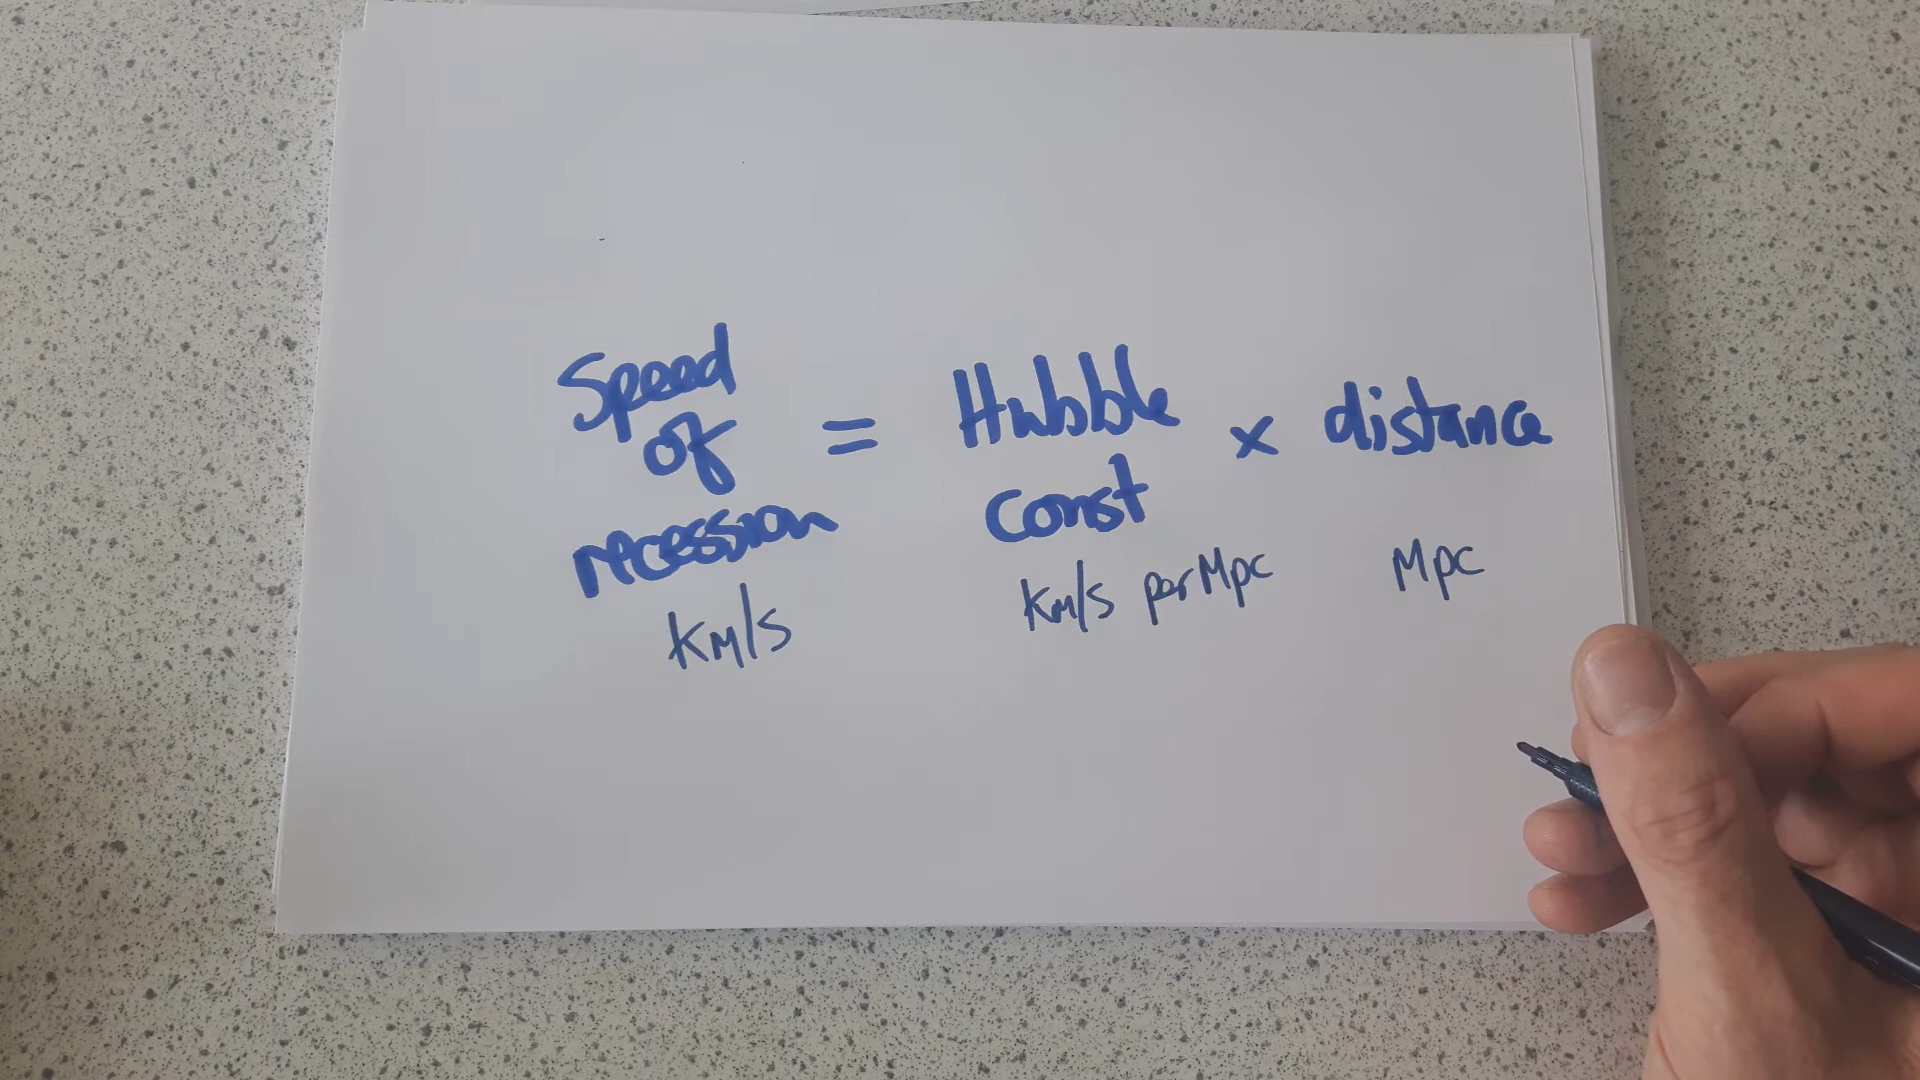 Speed
of
recession
=
Hubble
const
×
distance
Km/s
Km/s per Mpc
Mpc